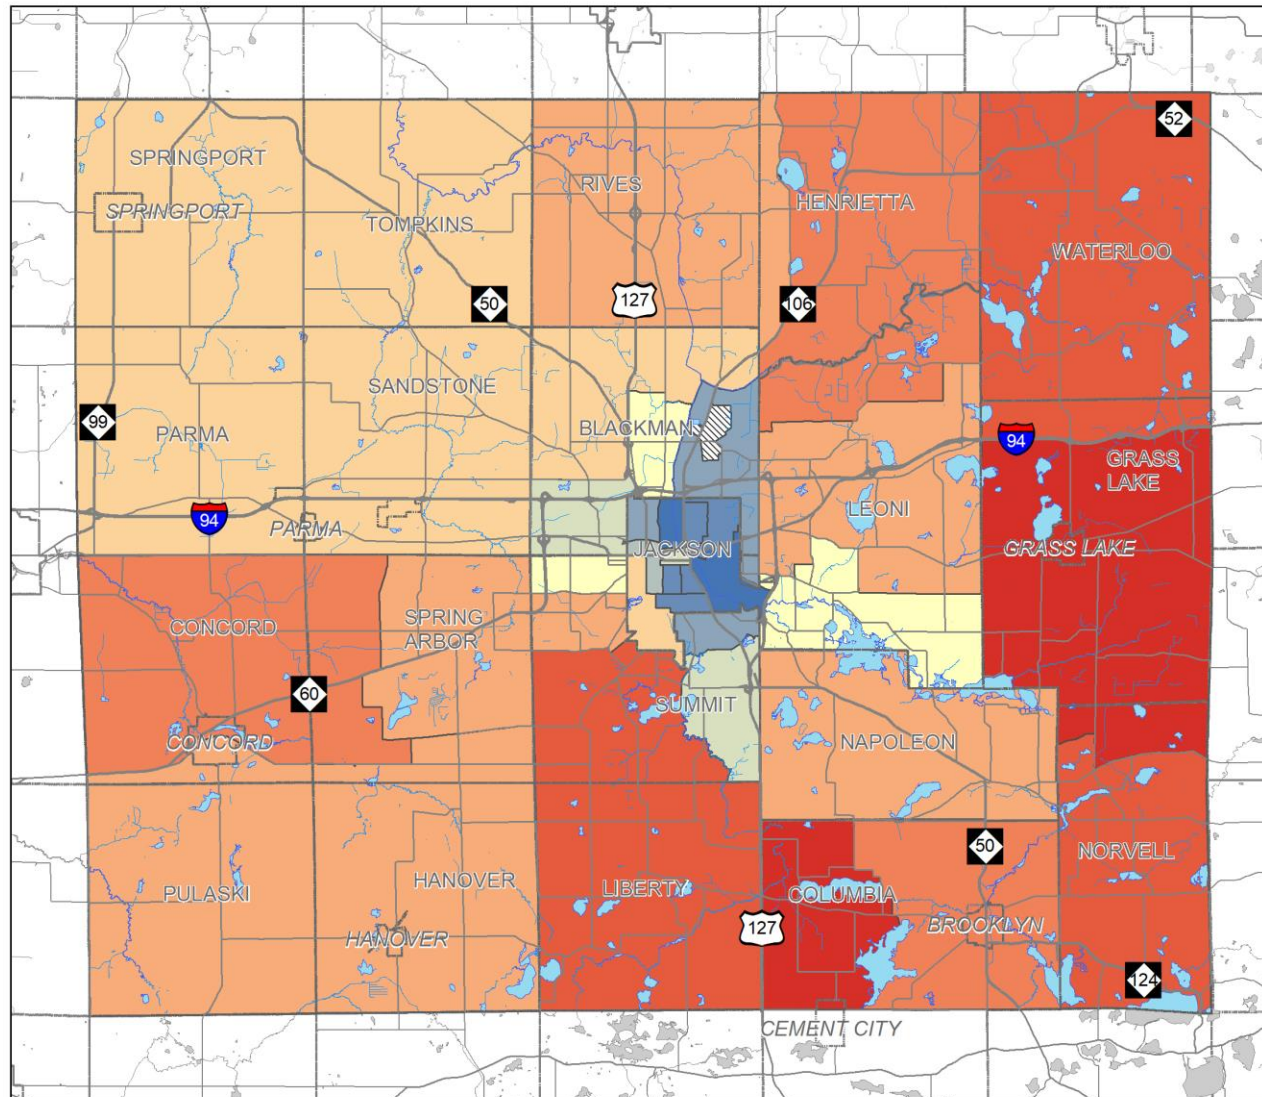 52
SPRINGPORT
RIVES
HENRIETTA
SPRINGPORT
TOMPKINS
WATERLOO
50
127
106
SANDSTONE
99
PARMA
BLACKMAN
94
GRASS
LAKE
LEONI
94
PARMA
JACKSON
GRASS LAKE
CONCORD
SPRING
ARBOR
60
SUMMIT
CONCORD
NAPOLEON
50
NORVELL
PULASKI
HANOVER
LIBERTY
COLUMBIA
HANOVER
127
BROOKLYN
124
CEMENT CITY